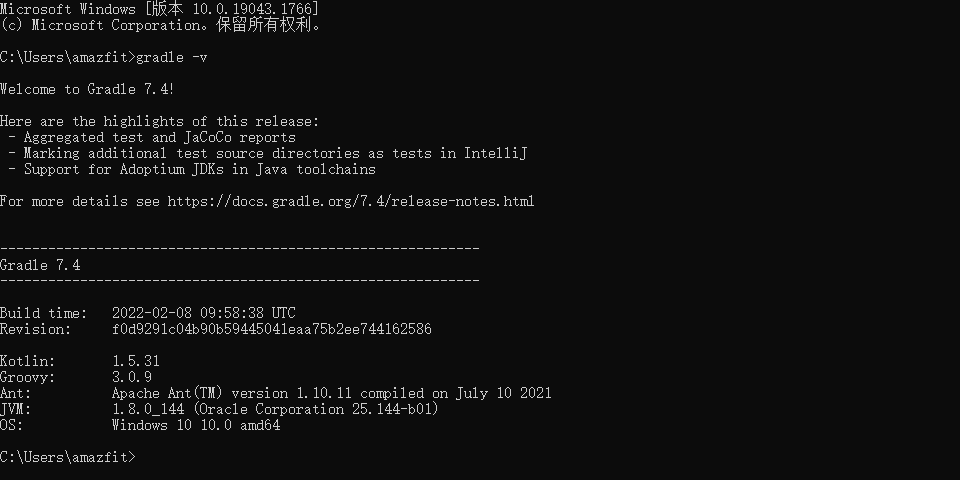 Microsoft Windows [版本 10.0.19043.1766]
(c) Microsoft Corporation。保留所有权利。
C:\Users\amazfit>gradle -v
Welcome to Gradle 7.4!
Here are the highlights of this release:
- Aggregated test and JaCoCo reports
- Marking additional test source directories as tests in IntelliJ
- Support for Adoptium JDKs in Java toolchains
For more details see https://docs.gradle.org/7.4/release-notes.html
------------------------------------------------------------
Gradle 7.4
------------------------------------------------------------
Build time:   2022-02-08 09:58:38 UTC
Revision:     f0d9291c04b90b59445041eaa75b2ee744162586
Kotlin:       1.5.31
Groovy:       3.0.9
Ant:          Apache Ant(TM) version 1.10.11 compiled on July 10 2021
JVM:          1.8.0_144 (Oracle Corporation 25.144-b01)
OS:           Windows 10 10.0 amd64
C:\Users\amazfit>